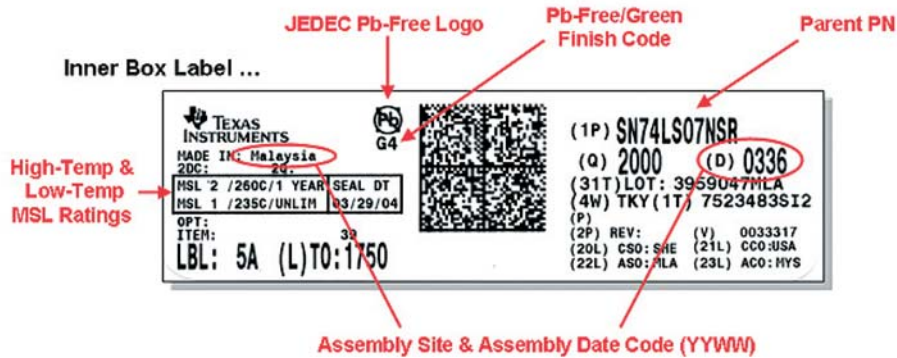 JEDEC Pb-Free Logo
Pb-Free/Green
Finish Code
Parent PN
Inner Box Label ...
TEXAS
INSTRUMENTS
Pb
G4
MADE IN: Malaysia
2DC: 2Q:
MSL 2 /260C/1 YEAR SEAL DT
MSL 1 /235C/UNLIM 03/29/04
OPT:
ITEM: 39
LBL: 5A (L)TO:1750
(1P) SN74LS07NSR
(Q) 2000 (D) 0336
(31T)LOT: 3959047MLA
(4W) TKY(1T) 7523483SI2
(P)
(2P) REV: (V) 0033317
(20L) CSO:SHE (21L) CCO:USA
(22L) ASO:MLA (23L) ACO:MYS
High-Temp &
Low-Temp
MSL Ratings
Assembly Site & Assembly Date Code (YYWW)